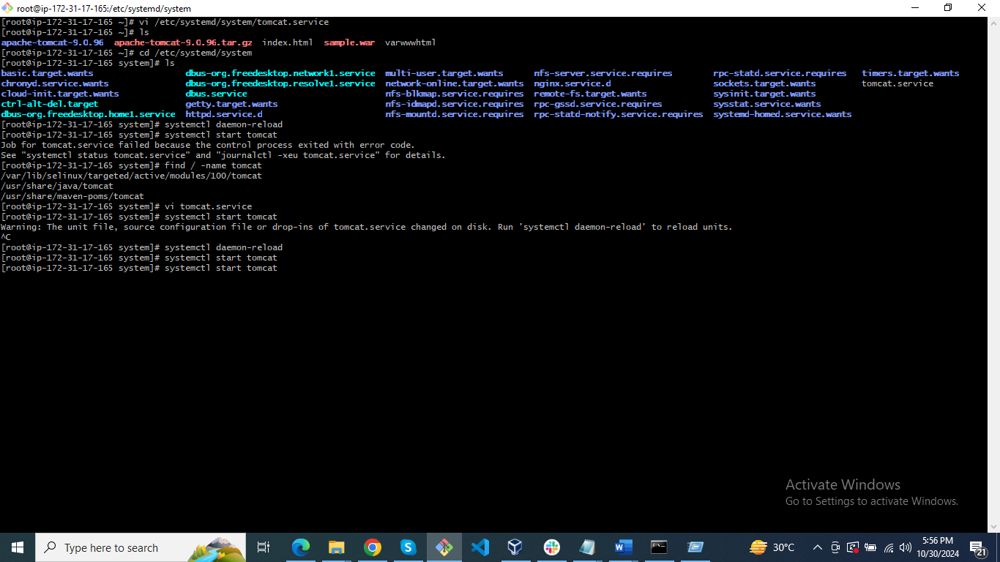 root@ip-172-31-17-165:/etc/systemd/system
[root@ip-172-31-17-165 ~]# vi /etc/systemd/system/tomcat.service
[root@ip-172-31-17-165 ~]# ls
apache-tomcat-9.0.96  apache-tomcat-9.0.96.tar.gz  index.html  sample.war  varwwwhtml
[root@ip-172-31-17-165 ~]# cd /etc/systemd/system
[root@ip-172-31-17-165 system]# ls
basic.target.wants  dbus-org.freedesktop.network1.service  multi-user.target.wants  nfs-server.service.requires  rpc-statd.service.requires  timers.target.wants
chronyd.service.wants  dbus-org.freedesktop.resolve1.service  network-online.target.wants  nginx.service.d  sockets.target.wants  tomcat.service
cloud-init.target.wants  dbus.service  nfs-blkmap.service.requires  remote-fs.target.wants  sysinit.target.wants
ctrl-alt-del.target  getty.target.wants  nfs-idmapd.service.requires  rpc-gssd.service.requires  sysstat.service.wants
dbus-org.freedesktop.home1.service  httpd.service.d  nfs-mountd.service.requires  rpc-statd-notify.service.requires  systemd-homed.service.wants
[root@ip-172-31-17-165 system]# systemctl daemon-reload
[root@ip-172-31-17-165 system]# systemctl start tomcat
Job for tomcat.service failed because the control process exited with error code.
See "systemctl status tomcat.service" and "journalctl -xeu tomcat.service" for details.
[root@ip-172-31-17-165 system]# find / -name tomcat
/var/lib/selinux/targeted/active/modules/100/tomcat
/usr/share/java/tomcat
/usr/share/maven-poms/tomcat
[root@ip-172-31-17-165 system]# vi tomcat.service
[root@ip-172-31-17-165 system]# systemctl start tomcat
Warning: The unit file, source configuration file or drop-ins of tomcat.service changed on disk. Run 'systemctl daemon-reload' to reload units.
^C
[root@ip-172-31-17-165 system]# systemctl daemon-reload
[root@ip-172-31-17-165 system]# systemctl start tomcat
[root@ip-172-31-17-165 system]# systemctl start tomcat
Activate Windows
Go to Settings to activate Windows.
Type here to search
30°C
5:56 PM
10/30/2024
21